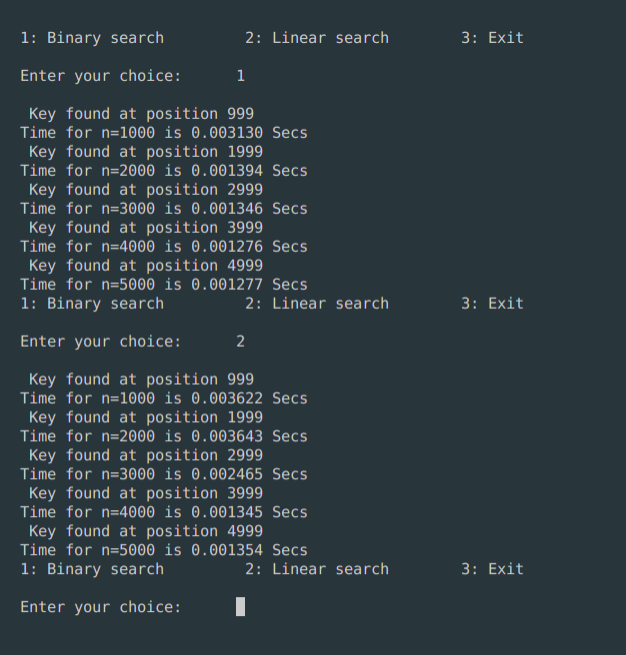 1: Binary search         2: Linear search        3: Exit
Enter your choice:      1
Key found at position 999
Time for n=1000 is 0.003130 Secs
Key found at position 1999
Time for n=2000 is 0.001394 Secs
Key found at position 2999
Time for n=3000 is 0.001346 Secs
Key found at position 3999
Time for n=4000 is 0.001276 Secs
Key found at position 4999
Time for n=5000 is 0.001277 Secs
1: Binary search         2: Linear search        3: Exit
Enter your choice:      2
Key found at position 999
Time for n=1000 is 0.003622 Secs
Key found at position 1999
Time for n=2000 is 0.003643 Secs
Key found at position 2999
Time for n=3000 is 0.002465 Secs
Key found at position 3999
Time for n=4000 is 0.001345 Secs
Key found at position 4999
Time for n=5000 is 0.001354 Secs
1: Binary search         2: Linear search        3: Exit
Enter your choice: